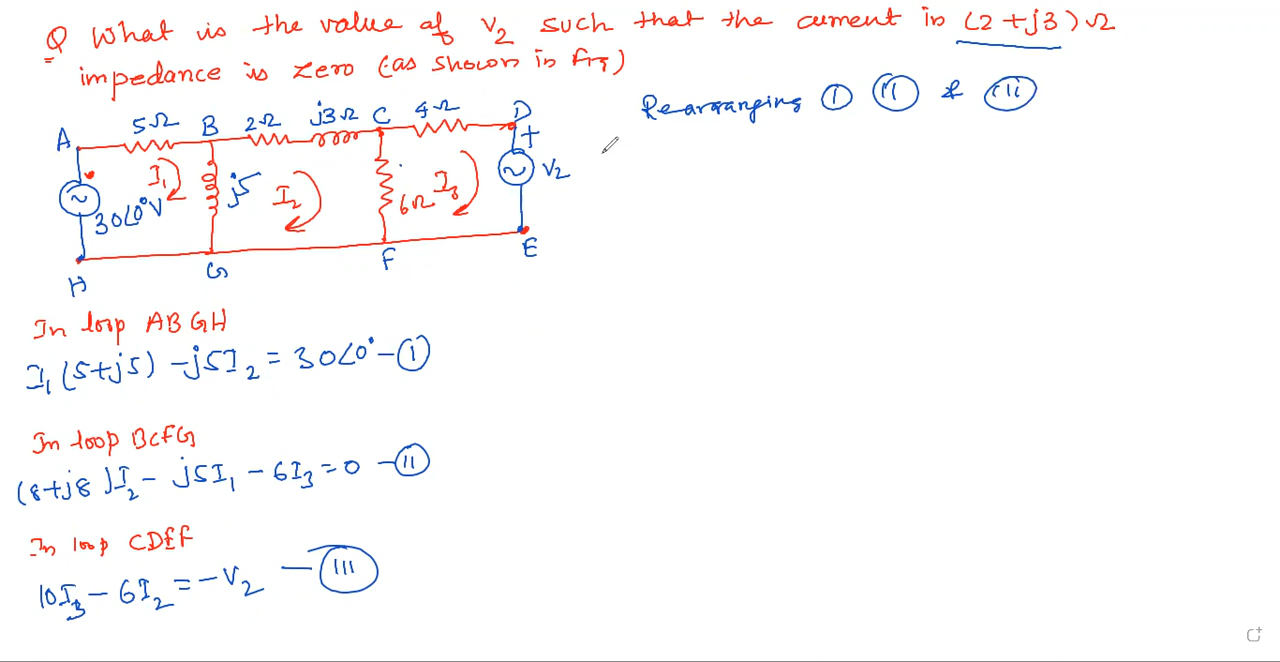 Q What is the value of V2 such that the current in (2+j3)Ω
impedance is zero (as shown in fig)
Rearranging I II & III
A 5Ω B 2Ω j3Ω C 4Ω D
+
30∠0°V I1 j5 I2 6Ω I3 V2
H G F E
In loop ABGH
I1(5+j5) -j5I2 = 30∠0° - I
In loop BCFG
(8+j8)I2 - j5I1 - 6I3 = 0 - II
In loop CDEF
10I3 - 6I2 = -V2 - III